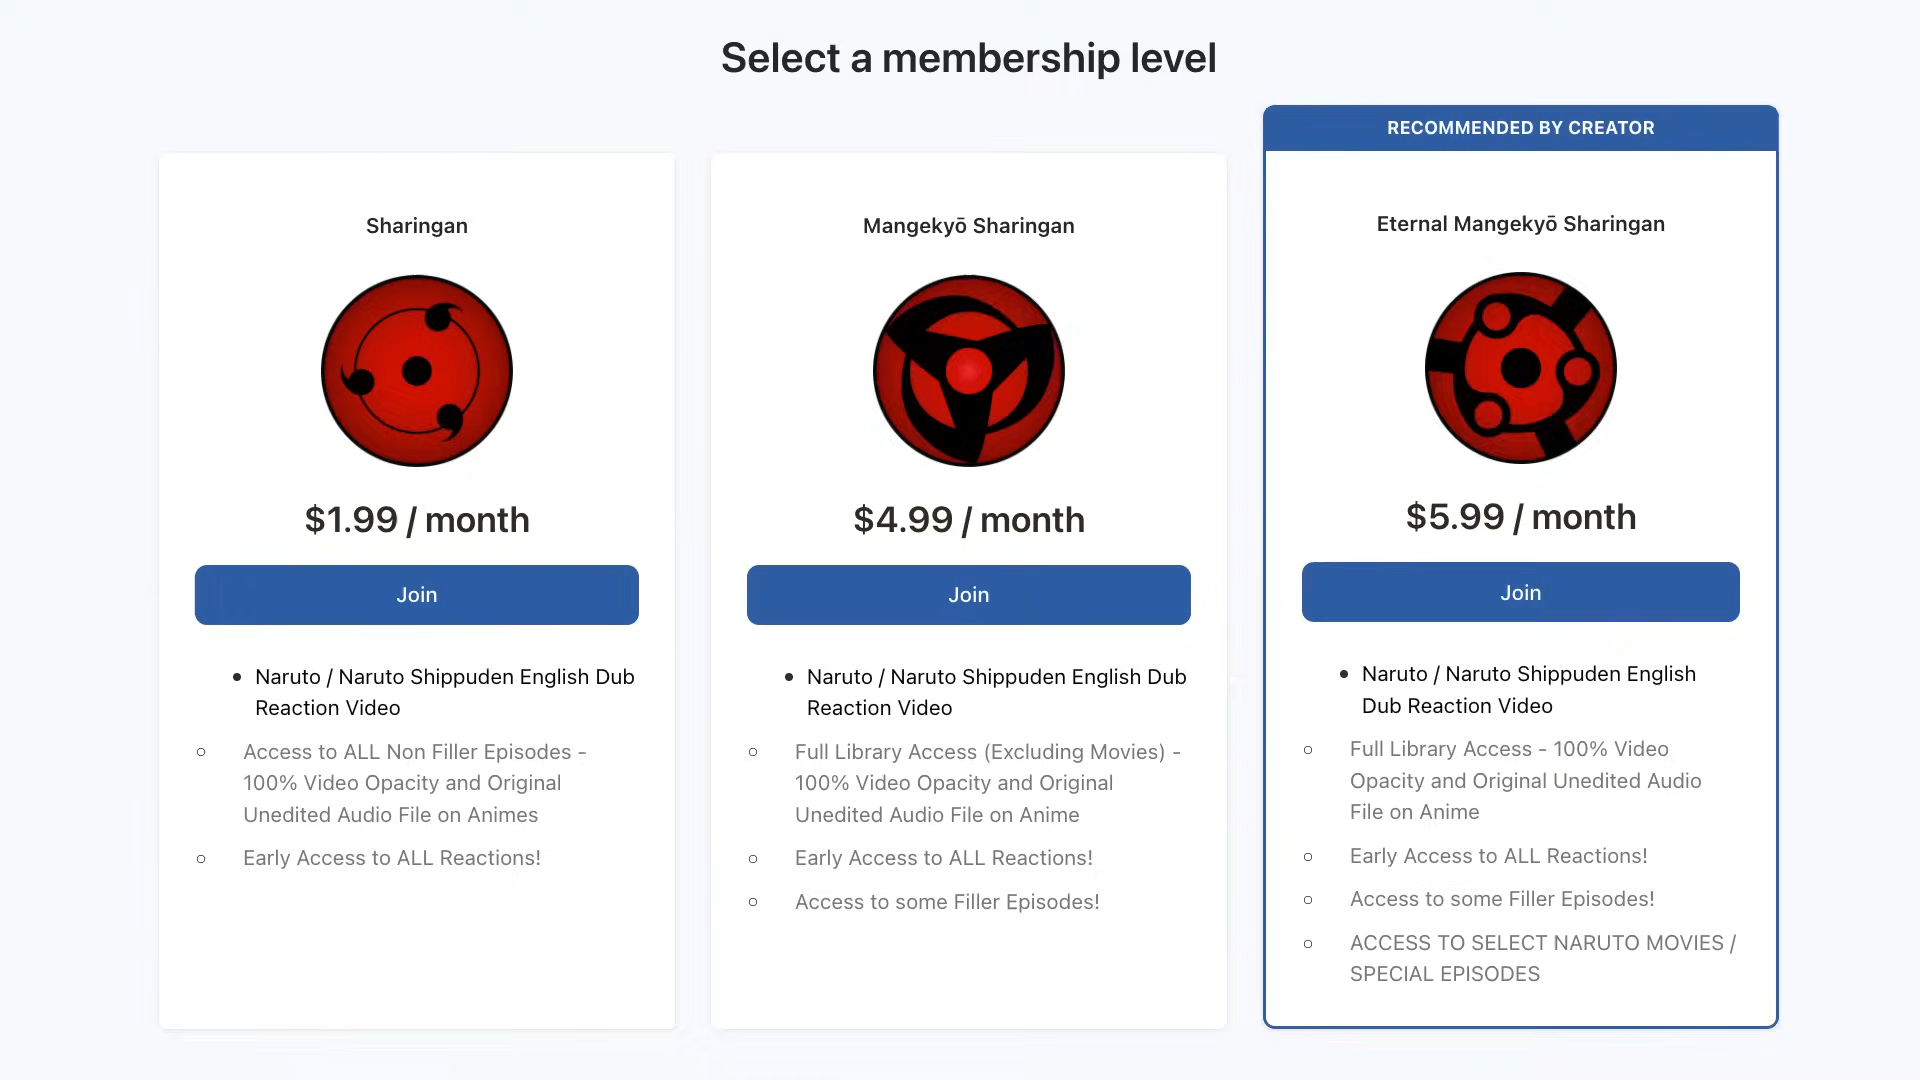 Select a membership level
RECOMMENDED BY CREATOR
Sharingan
$1.99 / month
Join
Naruto / Naruto Shippuden English Dub
Reaction Video
Access to ALL Non Filler Episodes -
100% Video Opacity and Original
Unedited Audio File on Animes
Early Access to ALL Reactions!
Mangekyō Sharingan
$4.99 / month
Join
Naruto / Naruto Shippuden English Dub
Reaction Video
Full Library Access (Excluding Movies) -
100% Video Opacity and Original
Unedited Audio File on Anime
Early Access to ALL Reactions!
Access to some Filler Episodes!
Eternal Mangekyō Sharingan
$5.99 / month
Join
Naruto / Naruto Shippuden English
Dub Reaction Video
Full Library Access - 100% Video
Opacity and Original Unedited Audio
File on Anime
Early Access to ALL Reactions!
Access to some Filler Episodes!
ACCESS TO SELECT NARUTO MOVIES /
SPECIAL EPISODES